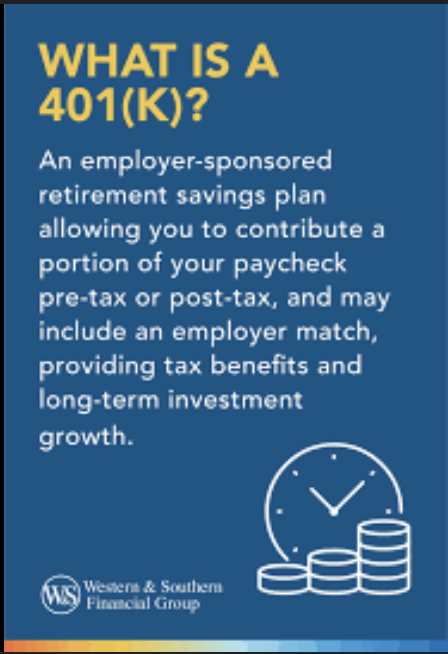 WHAT IS A
401(K)?
An employer-sponsored
retirement savings plan
allowing you to contribute a
portion of your paycheck
pre-tax or post-tax, and may
include an employer match,
providing tax benefits and
long-term investment
growth.
WS Western & Southern
Financial Group